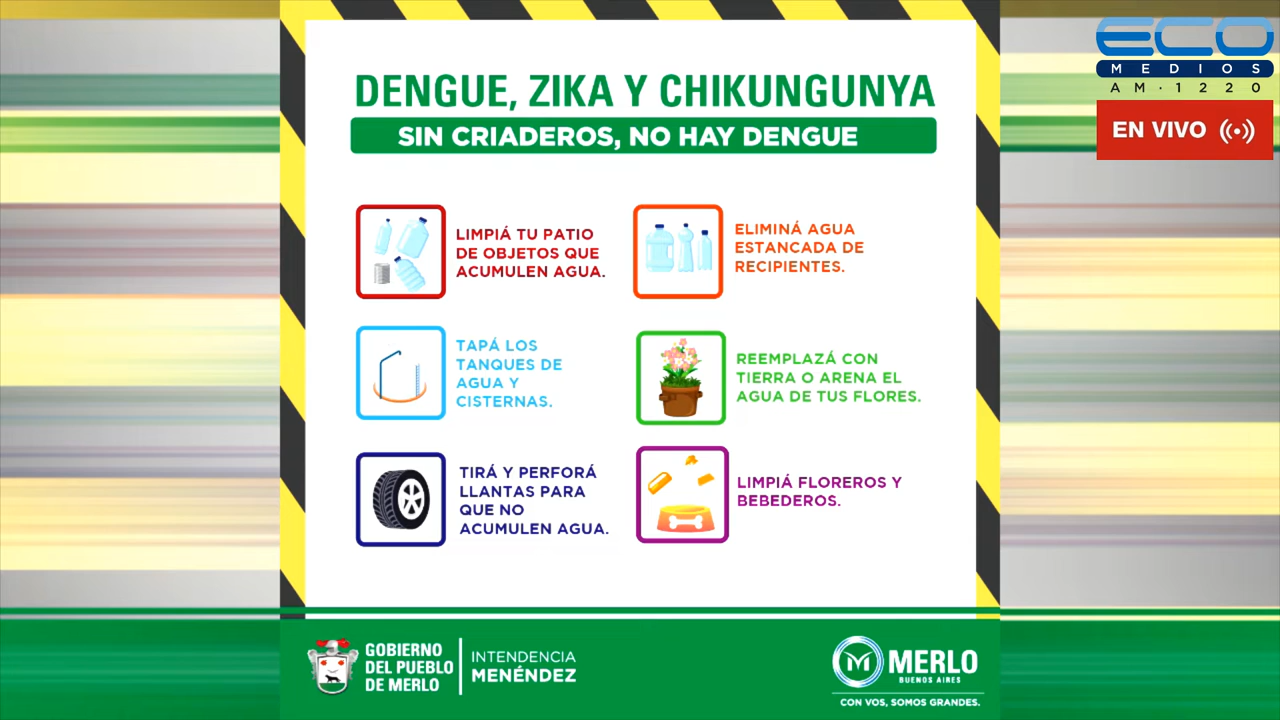 ECO
MEDIOS
AM·1220
EN VIVO
DENGUE, ZIKA Y CHIKUNGUNYA
SIN CRIADEROS, NO HAY DENGUE
LIMPIÁ TU PATIO
DE OBJETOS QUE
ACUMULEN AGUA.
ELIMINÁ AGUA
ESTANCADA DE
RECIPIENTES.
TAPÁ LOS
TANQUES DE
AGUA Y
CISTERNAS.
REEMPLAZÁ CON
TIERRA O ARENA EL
AGUA DE TUS FLORES.
TIRÁ Y PERFORÁ
LLANTAS PARA
QUE NO
ACUMULEN AGUA.
LIMPIÁ FLOREROS Y
BEBEDEROS.
GOBIERNO
DEL PUEBLO
DE MERLO
INTENDENCIA
MENÉNDEZ
MERLO
BUENOS AIRES
CON VOS, SOMOS GRANDES.